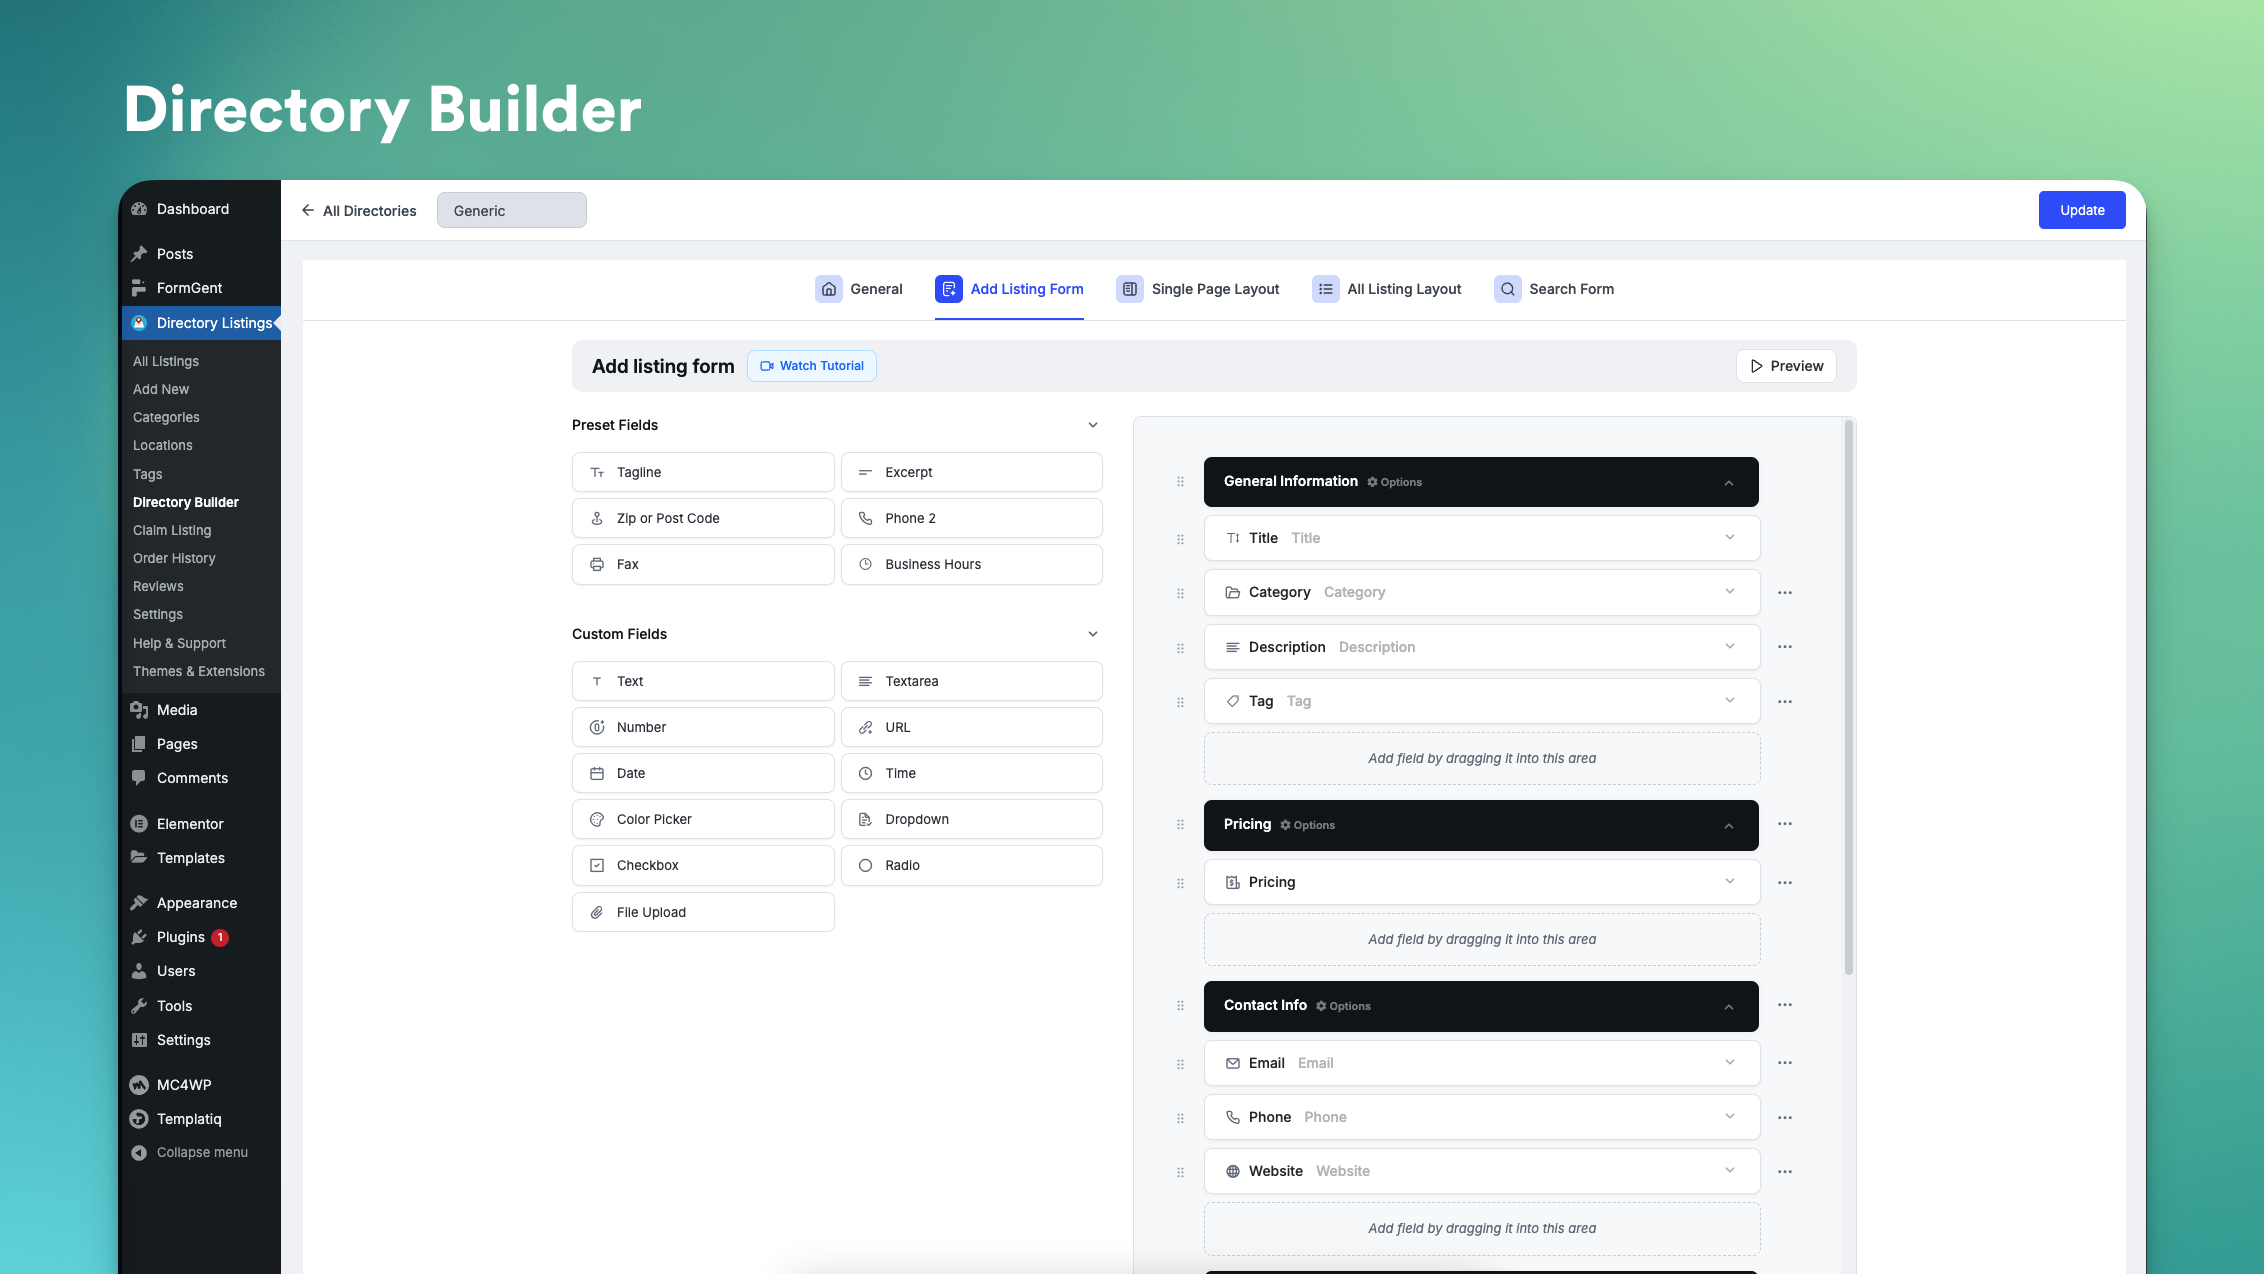 Directory Builder
Dashboard
Posts
FormGent
Directory Listings
All Listings
Add New
Categories
Locations
Tags
Directory Builder
Claim Listing
Order History
Reviews
Settings
Help & Support
Themes & Extensions
Media
Pages
Comments
Elementor
Templates
Appearance
Plugins 1
Users
Tools
Settings
MC4WP
Templatiq
Collapse menu
All Directories
Generic
Update
General
Add Listing Form
Single Page Layout
All Listing Layout
Search Form
Add listing form
Watch Tutorial
Preview
Preset Fields
Tagline
Excerpt
Zip or Post Code
Phone 2
Fax
Business Hours
Custom Fields
Text
Textarea
Number
URL
Date
Time
Color Picker
Dropdown
Checkbox
Radio
File Upload
General Information Options
Title Title
Category Category
Description Description
Tag Tag
Add field by dragging it into this area
Pricing Options
Pricing
Add field by dragging it into this area
Contact Info Options
Email Email
Phone Phone
Website Website
Add field by dragging it into this area